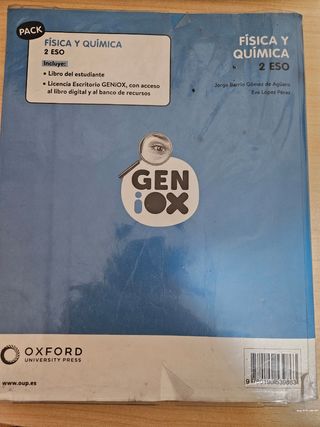 PACK
FÍSICA Y QUÍMICA
2 ESO
Incluye:
• Libro del estudiante
• Licencia Escritorio GENiOX, con acceso
al libro digital y al banco de recursos
FÍSICA Y
QUÍMICA
2 ESO
Jorge Barrio Gómez de Agüero
Eva López Pérez
GEN
iOX
OXFORD
UNIVERSITY PRESS
www.oup.es